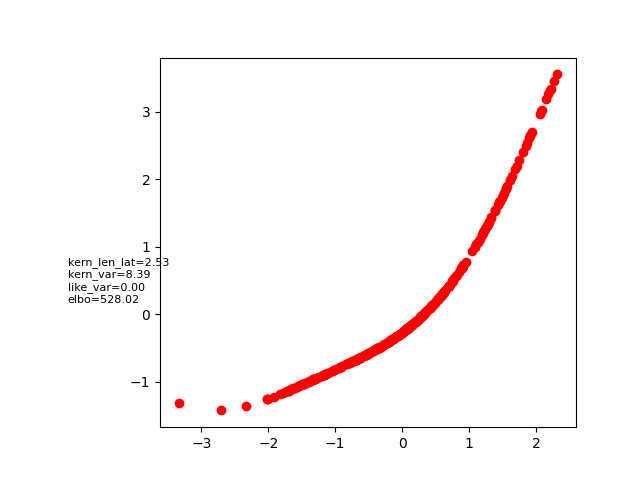 3
2
1
0
−1
kern_len_lat=2.53
kern_var=8.39
like_var=0.00
elbo=528.02
−3 −2 −1 0 1 2